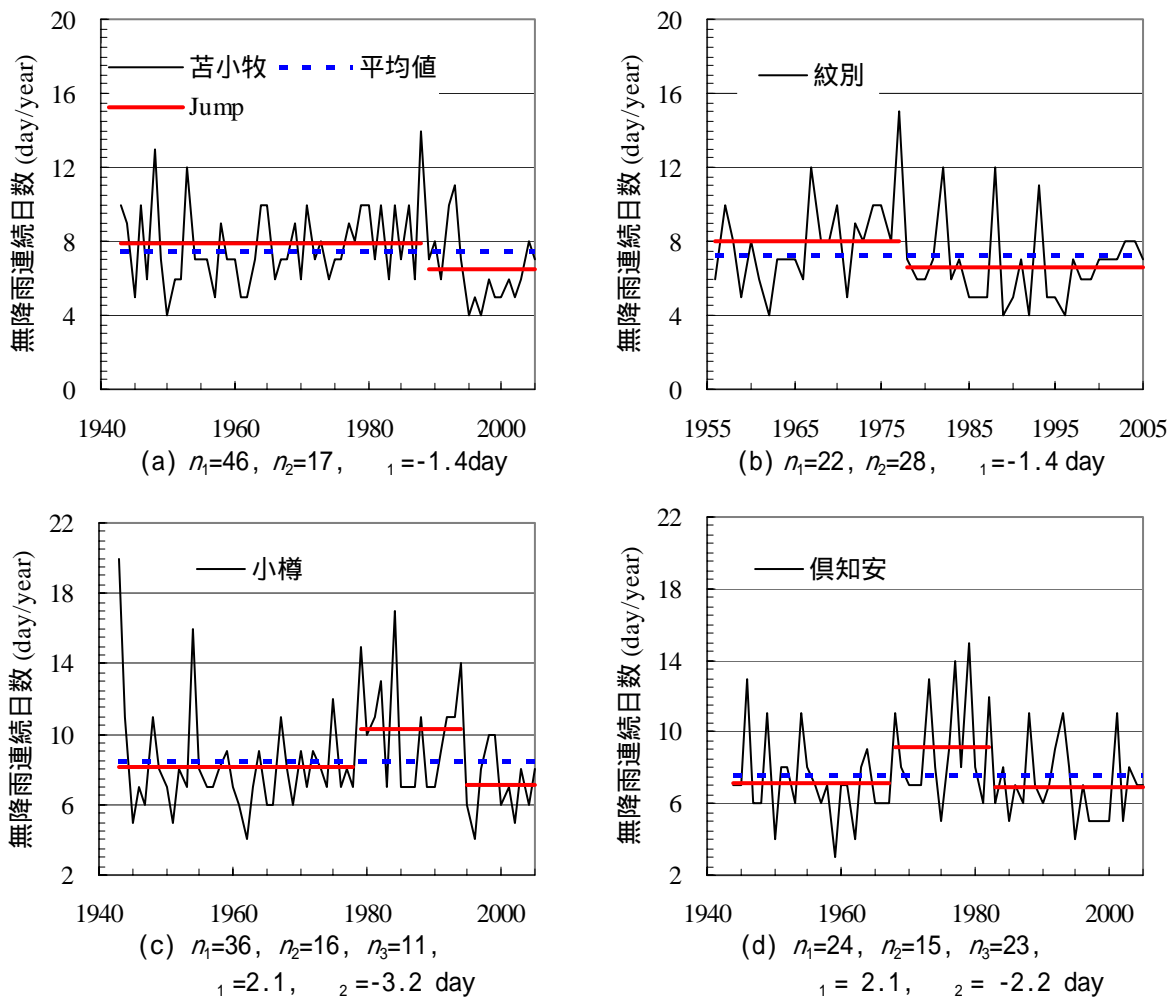 20
16
12
8
4
0
無降雨連続日数 (day/year)
苫小牧 平均値
Jump
1940 1960 1980 2000
(a) n₁=46, n₂=17, ₁=-1.4day
20
16
12
8
4
0
無降雨連続日数 (day/year)
紋別
1955 1965 1975 1985 1995 2005
(b) n₁=22, n₂=28, ₁=-1.4 day
22
18
14
10
6
2
無降雨連続日数 (day/year)
小樽
1940 1960 1980 2000
(c) n₁=36, n₂=16, n₃=11,
₁=2.1, ₂=-3.2 day
22
18
14
10
6
2
無降雨連続日数 (day/year)
倶知安
1940 1960 1980 2000
(d) n₁=24, n₂=15, n₃=23,
₁= 2.1, ₂= -2.2 day